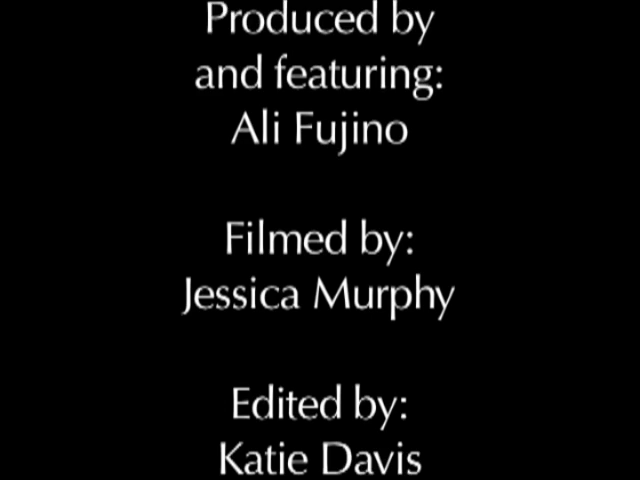 Produced by
and featuring:
Ali Fujino
Filmed by:
Jessica Murphy
Edited by:
Katie Davis